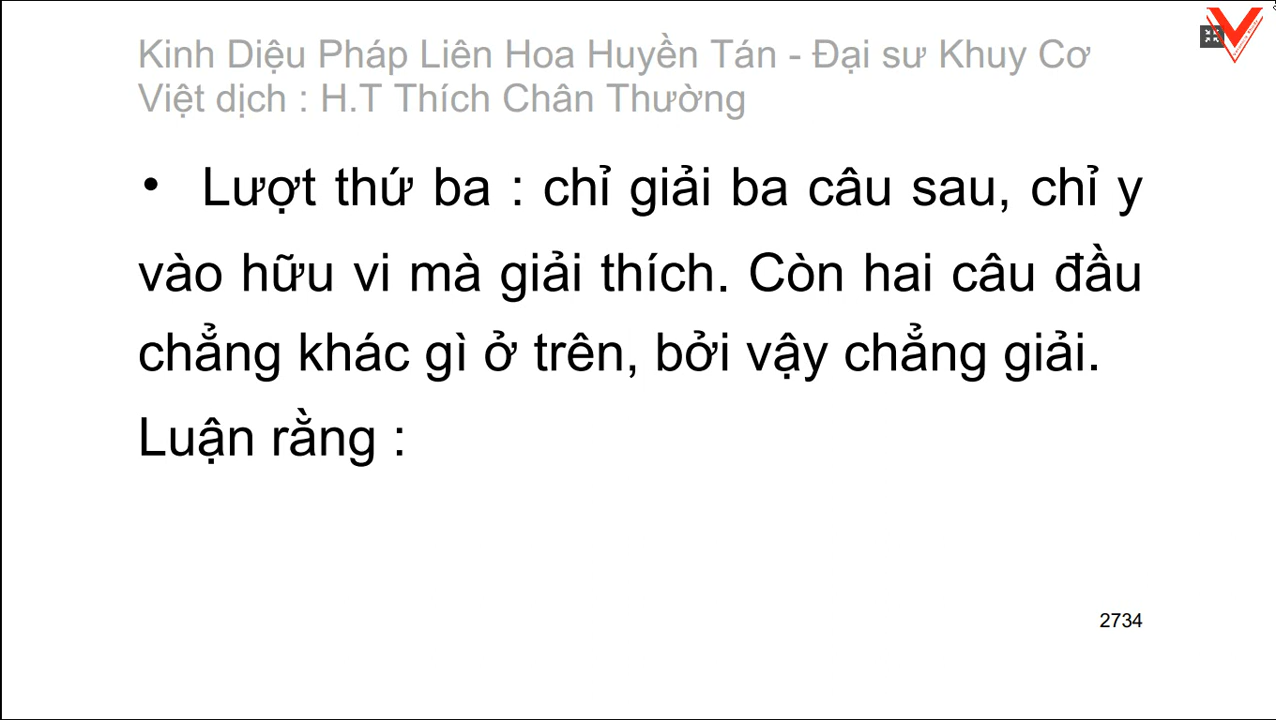 Kinh Diệu Pháp Liên Hoa Huyền Tán - Đại sư Khuy Cơ
Việt dịch : H.T Thích Chân Thường
• Lượt thứ ba : chỉ giải ba câu sau, chỉ y
vào hữu vi mà giải thích. Còn hai câu đầu
chẳng khác gì ở trên, bởi vậy chẳng giải.
Luận rằng :
2734